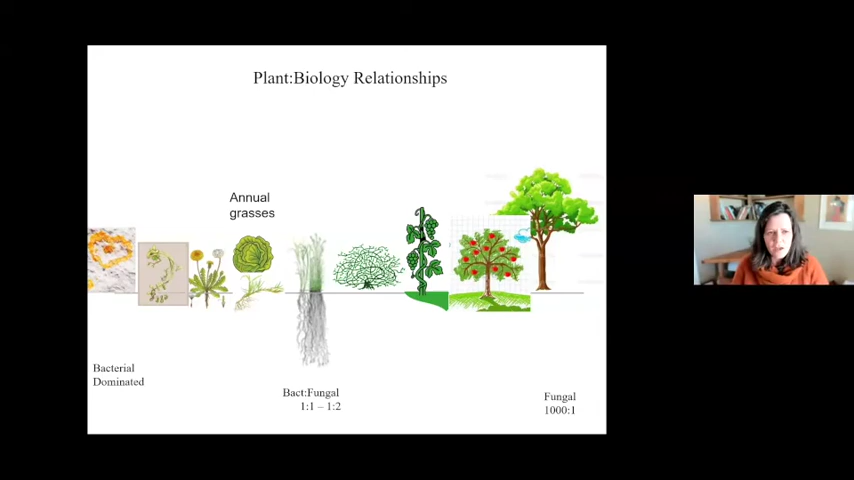 Plant:Biology Relationships
Annual
grasses
Bacterial
Dominated
Bact:Fungal
1:1 – 1:2
Fungal
1000:1